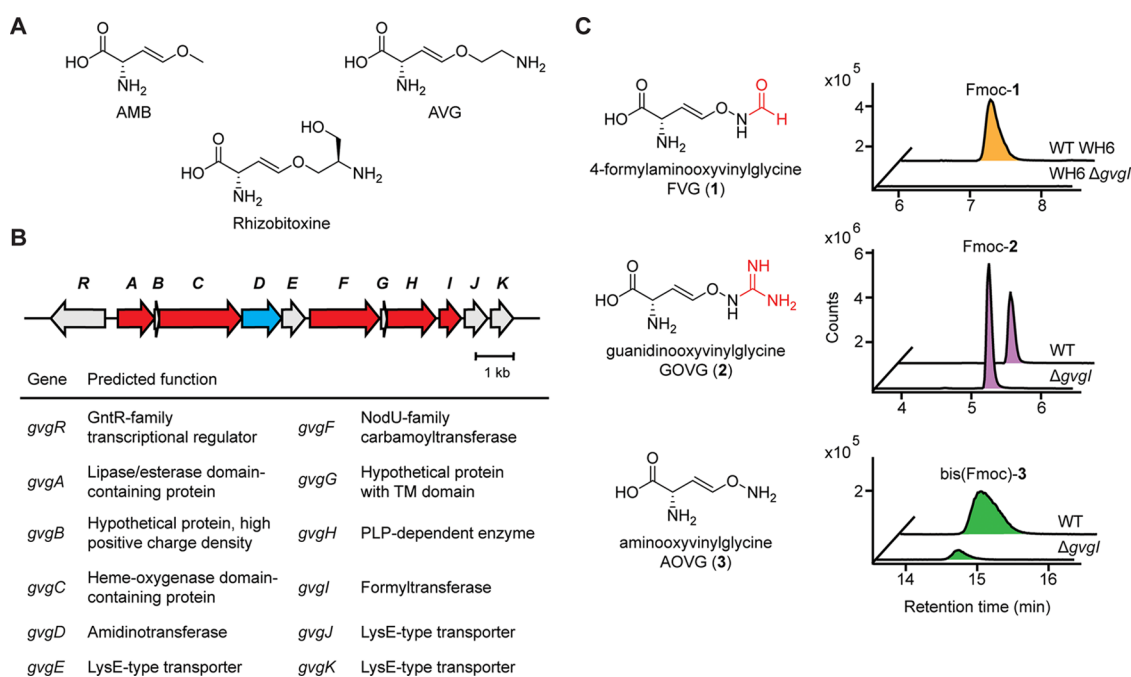 A
O
HO
NH2
O
AMB
O
HO
NH2
O
NH2
AVG
HO
O
HO
NH2
O
NH2
Rhizobitoxine
B
R A B C D E F G H I J K
1 kb
Gene Predicted function
gvgR GntR-family transcriptional regulator
gvgF NodU-family carbamoyltransferase
gvgA Lipase/esterase domain-containing protein
gvgG Hypothetical protein with TM domain
gvgB Hypothetical protein, high positive charge density
gvgH PLP-dependent enzyme
gvgC Heme-oxygenase domain-containing protein
gvgI Formyltransferase
gvgD Amidinotransferase
gvgJ LysE-type transporter
gvgE LysE-type transporter
gvgK LysE-type transporter
C
O
HO
NH2
O
N
H
O
H
4-formylaminooxyvinylglycine
FVG (1)
x10⁵
Fmoc-1
4
2
WT WH6
WH6 ΔgvgI
6 7 8
O
HO
NH2
O
NH
NH
NH2
guanidinooxyvinylglycine
GOVG (2)
x10⁶
Fmoc-2
6
4
2
Counts
WT
ΔgvgI
4 5 6
O
HO
NH2
O
NH2
aminooxyvinylglycine
AOVG (3)
x10⁵
bis(Fmoc)-3
2
WT
ΔgvgI
14 15 16
Retention time (min)